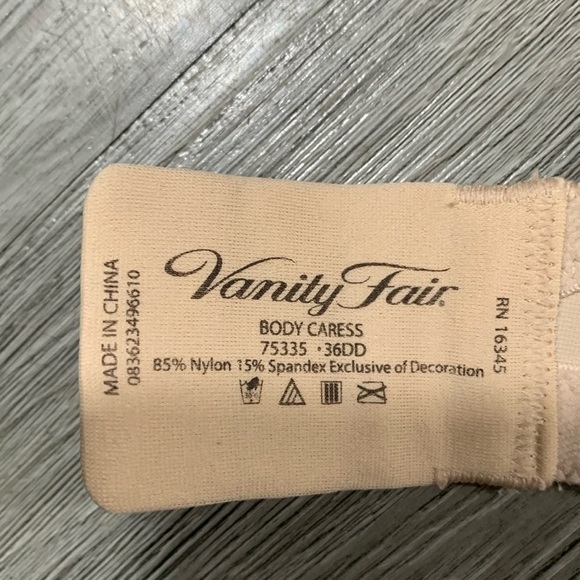 Vanity Fair®
BODY CARESS
75335 • 36DD
85% Nylon 15% Spandex Exclusive of Decoration
MADE IN CHINA
083623496610
RN 16345